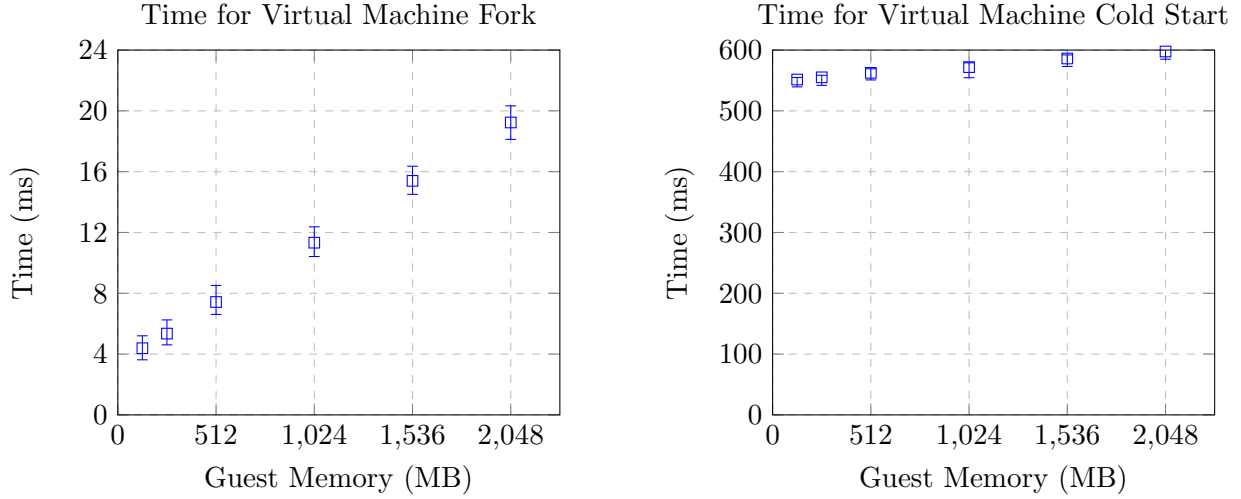 Time for Virtual Machine Fork
24
20
16
12
8
4
0
0 512 1,024 1,536 2,048
Time (ms)
Guest Memory (MB)
Time for Virtual Machine Cold Start
600
500
400
300
200
100
0
0 512 1,024 1,536 2,048
Time (ms)
Guest Memory (MB)